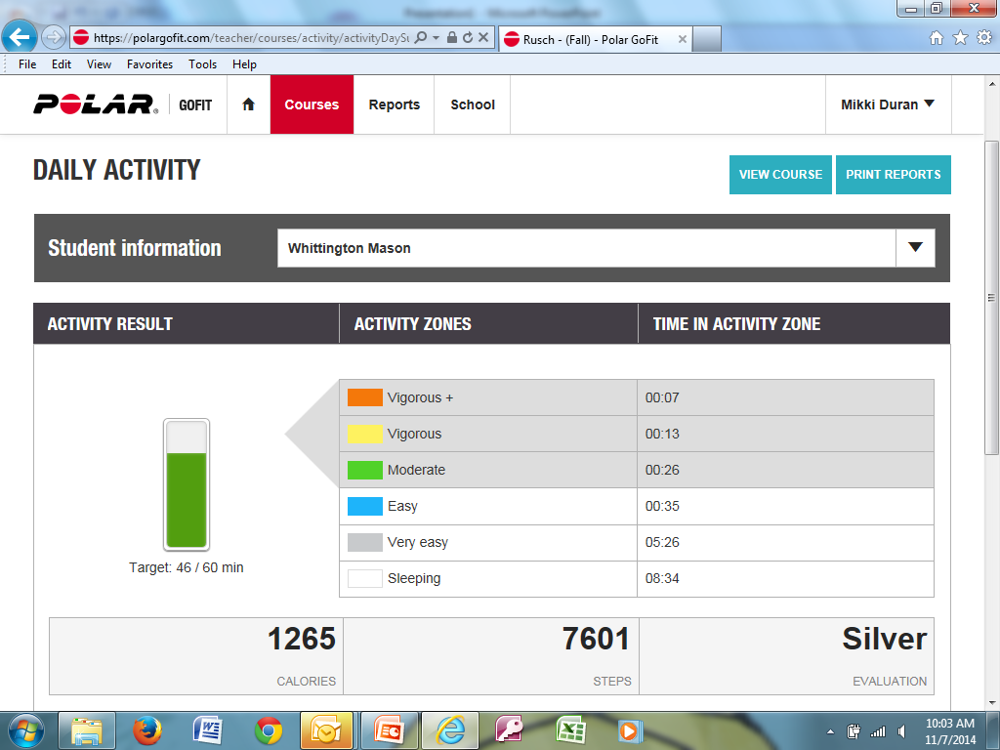 Presentation1 - Microsoft PowerPoint
https://polargofit.com/teacher/courses/activity/activityDaySu
Rusch - (Fall) - Polar GoFit
File Edit View Favorites Tools Help
POLAR® GOFIT Courses Reports School Mikki Duran
DAILY ACTIVITY
VIEW COURSE PRINT REPORTS
Student information Whittington Mason
ACTIVITY RESULT ACTIVITY ZONES TIME IN ACTIVITY ZONE
Vigorous + 00:07
Vigorous 00:13
Moderate 00:26
Easy 00:35
Very easy 05:26
Sleeping 08:34
Target: 46 / 60 min
1265 7601 Silver
CALORIES STEPS EVALUATION
10:03 AM
11/7/2014